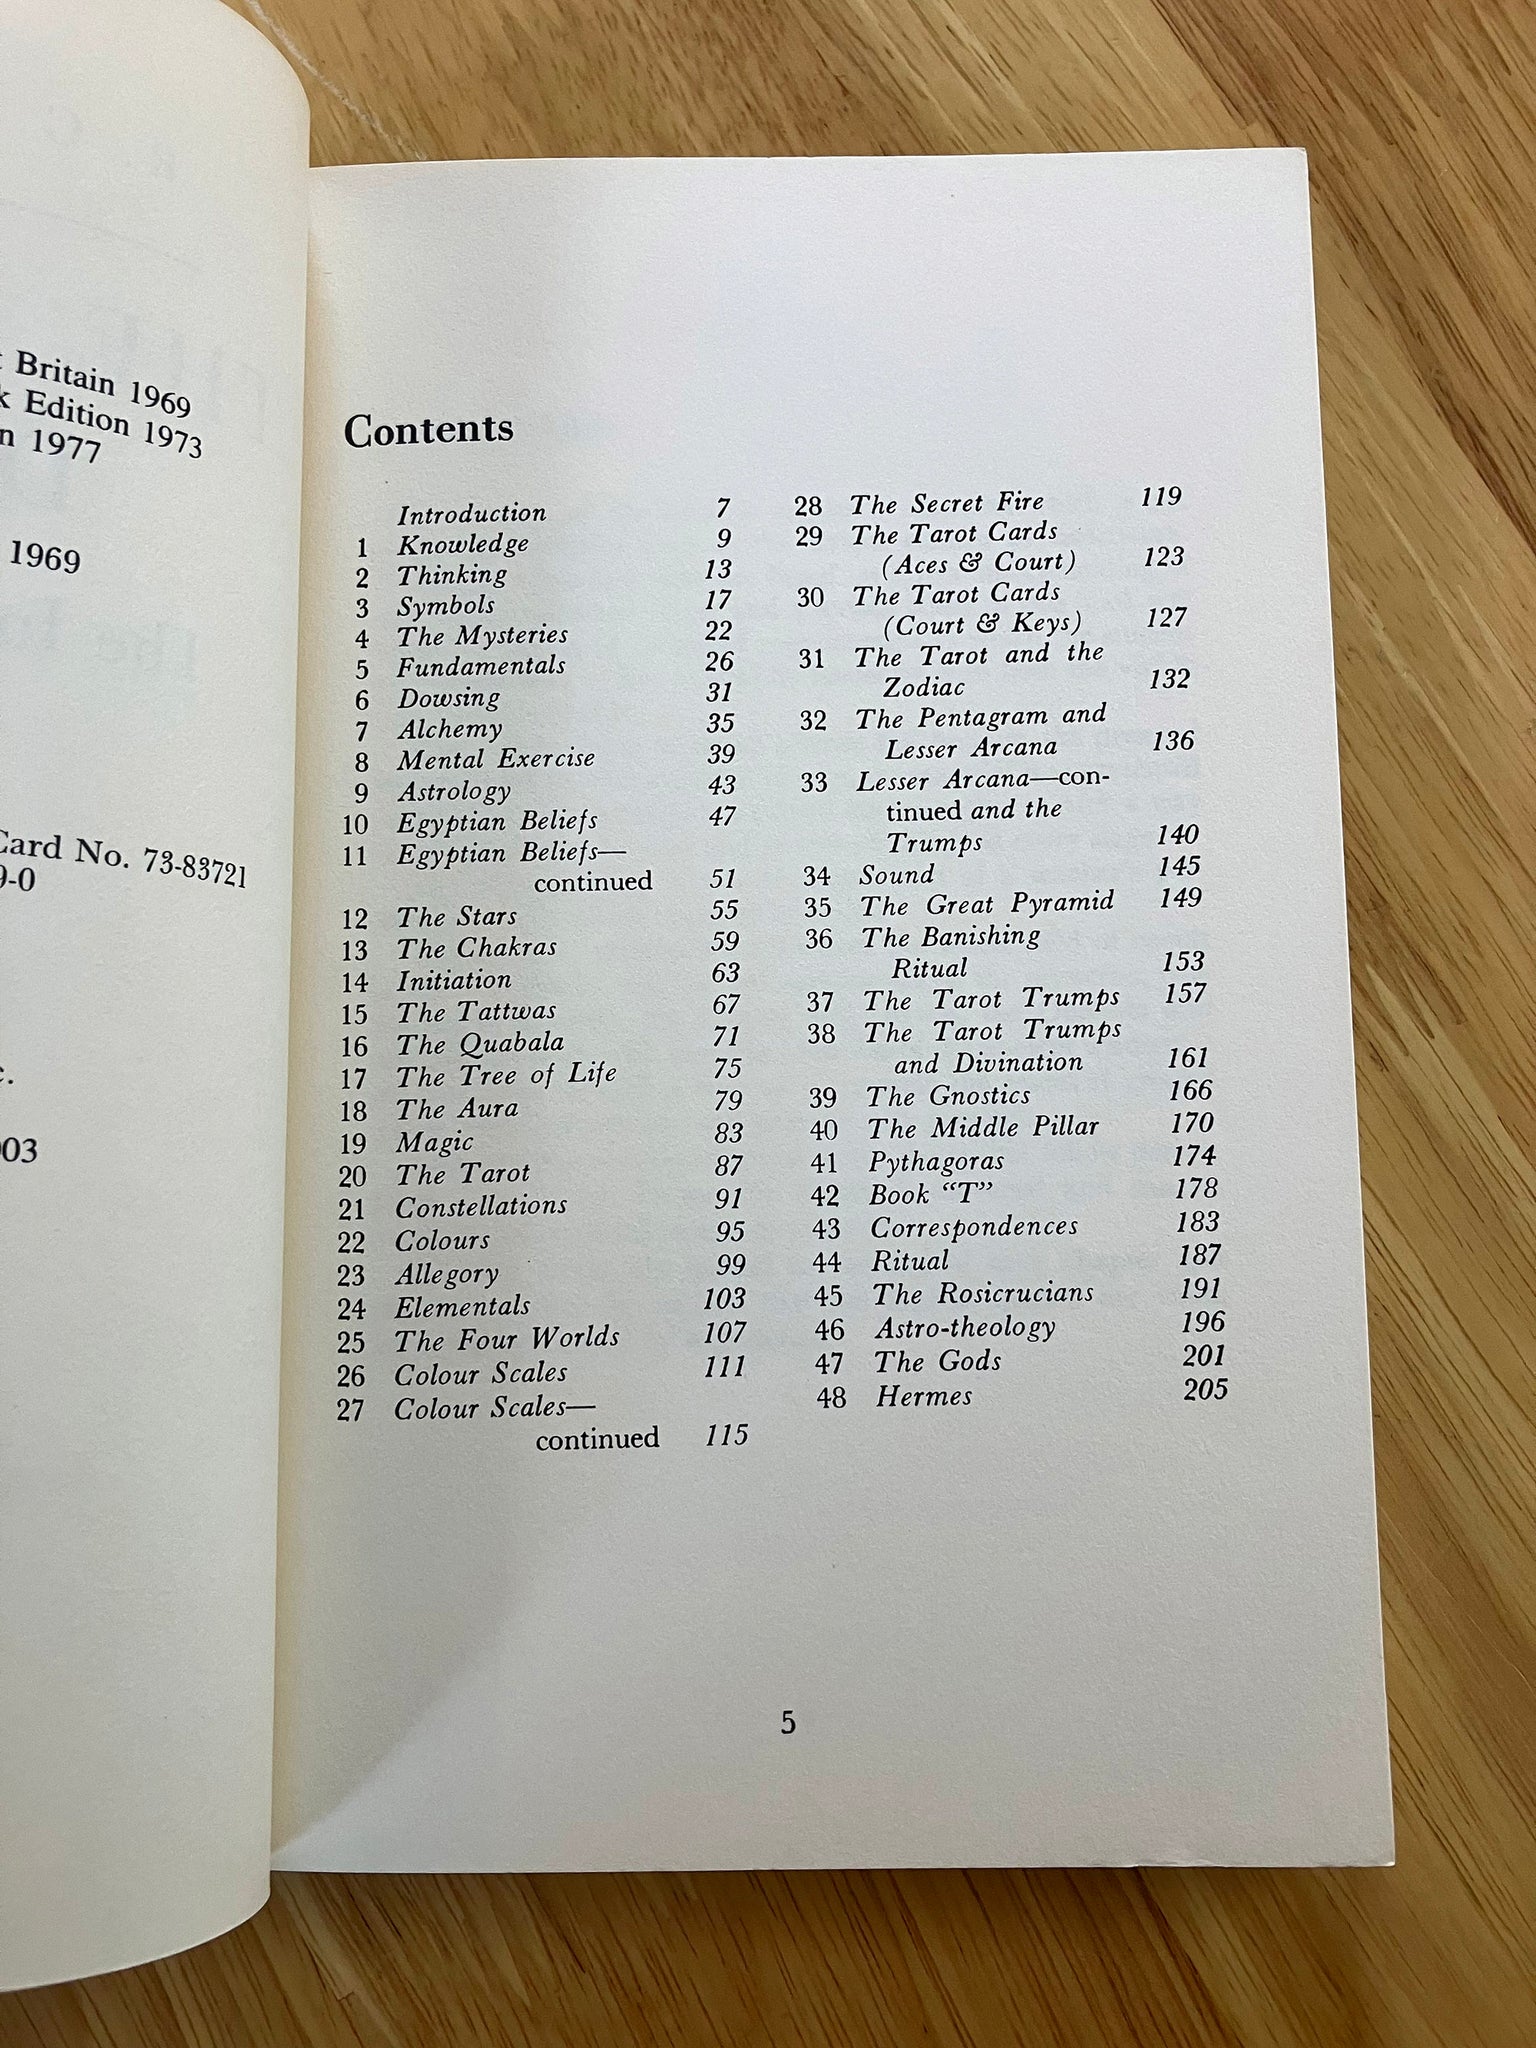 Britain 1969
Edition 1973
1977
1969
Card No. 73-83721
9-0
Contents
Introduction 7
1 Knowledge 9
2 Thinking 13
3 Symbols 17
4 The Mysteries 22
5 Fundamentals 26
6 Dowsing 31
7 Alchemy 35
8 Mental Exercise 39
9 Astrology 43
10 Egyptian Beliefs 47
11 Egyptian Beliefs—
continued 51
12 The Stars 55
13 The Chakras 59
14 Initiation 63
15 The Tattwas 67
16 The Quabala 71
17 The Tree of Life 75
18 The Aura 79
19 Magic 83
20 The Tarot 87
21 Constellations 91
22 Colours 95
23 Allegory 99
24 Elementals 103
25 The Four Worlds 107
26 Colour Scales 111
27 Colour Scales—
continued 115
28 The Secret Fire 119
29 The Tarot Cards
(Aces & Court) 123
30 The Tarot Cards
(Court & Keys) 127
31 The Tarot and the
Zodiac 132
32 The Pentagram and
Lesser Arcana 136
33 Lesser Arcana—con-
tinued and the
Trumps 140
34 Sound 145
35 The Great Pyramid 149
36 The Banishing
Ritual 153
37 The Tarot Trumps 157
38 The Tarot Trumps
and Divination 161
39 The Gnostics 166
40 The Middle Pillar 170
41 Pythagoras 174
42 Book “T” 178
43 Correspondences 183
44 Ritual 187
45 The Rosicrucians 191
46 Astro-theology 196
47 The Gods 201
48 Hermes 205
5